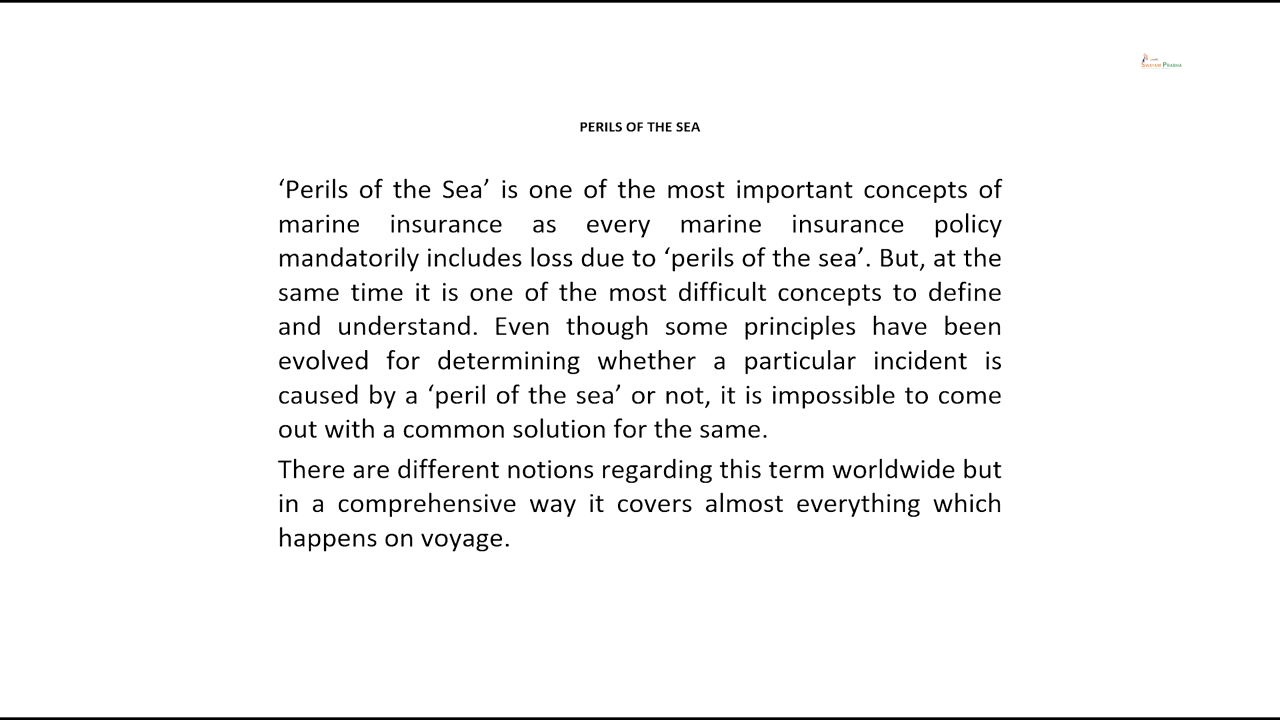 SWAYAM PRABHA
PERILS OF THE SEA
‘Perils of the Sea’ is one of the most important concepts of
marine insurance as every marine insurance policy
mandatorily includes loss due to ‘perils of the sea’. But, at the
same time it is one of the most difficult concepts to define
and understand. Even though some principles have been
evolved for determining whether a particular incident is
caused by a ‘peril of the sea’ or not, it is impossible to come
out with a common solution for the same.
There are different notions regarding this term worldwide but
in a comprehensive way it covers almost everything which
happens on voyage.